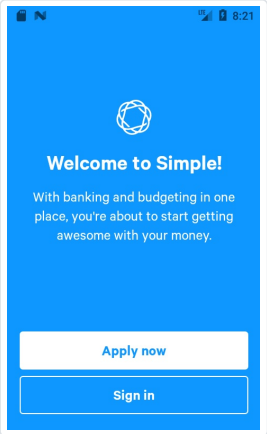 8:21
Welcome to Simple!
With banking and budgeting in one
place, you're about to start getting
awesome with your money.
Apply now
Sign in